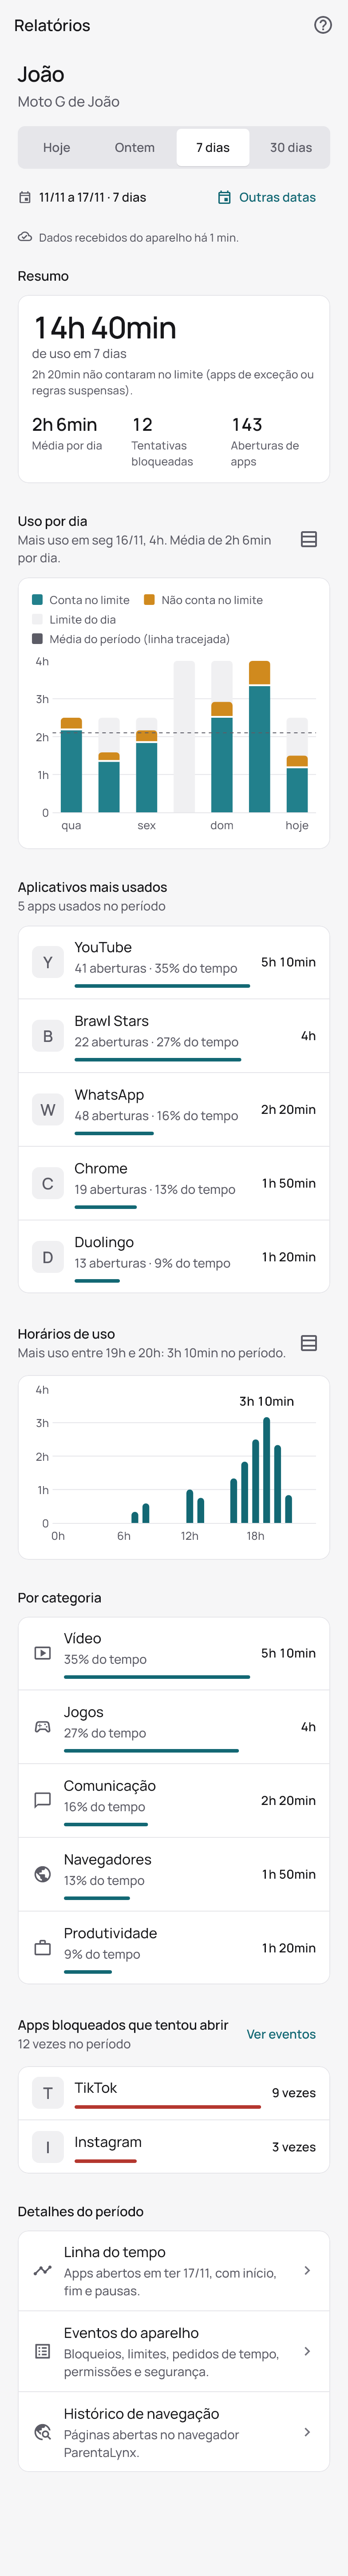 Relatórios
João
Moto G de João
Hoje
Ontem
7 dias
30 dias
11/11 a 17/11 · 7 dias
Outras datas
Dados recebidos do aparelho há 1 min.
Resumo
14h 40min
de uso em 7 dias
2h 20min não contaram no limite (apps de exceção ou
regras suspensas).
2h 6min
12
143
Média por dia
Tentativas
bloqueadas
Aberturas de
apps
Uso por dia
Mais uso em seg 16/11, 4h. Média de 2h 6min
por dia.
Conta no limite
Não conta no limite
Limite do dia
Média do período (linha tracejada)
4h
3h
2h
1h
0
qua
sex
dom
hoje
Aplicativos mais usados
5 apps usados no período
Y
YouTube
41 aberturas · 35% do tempo
5h 10min
B
Brawl Stars
22 aberturas · 27% do tempo
4h
W
WhatsApp
48 aberturas · 16% do tempo
2h 20min
C
Chrome
19 aberturas · 13% do tempo
1h 50min
D
Duolingo
13 aberturas · 9% do tempo
1h 20min
Horários de uso
Mais uso entre 19h e 20h: 3h 10min no período.
4h
3h
2h
1h
0
3h 10min
0h
6h
12h
18h
Por categoria
Vídeo
35% do tempo
5h 10min
Jogos
27% do tempo
4h
Comunicação
16% do tempo
2h 20min
Navegadores
13% do tempo
1h 50min
Produtividade
9% do tempo
1h 20min
Apps bloqueados que tentou abrir
12 vezes no período
Ver eventos
T
TikTok
9 vezes
I
Instagram
3 vezes
Detalhes do período
Linha do tempo
Apps abertos em ter 17/11, com início,
fim e pausas.
Eventos do aparelho
Bloqueios, limites, pedidos de tempo,
permissões e segurança.
Histórico de navegação
Páginas abertas no navegador
ParentaLynx.